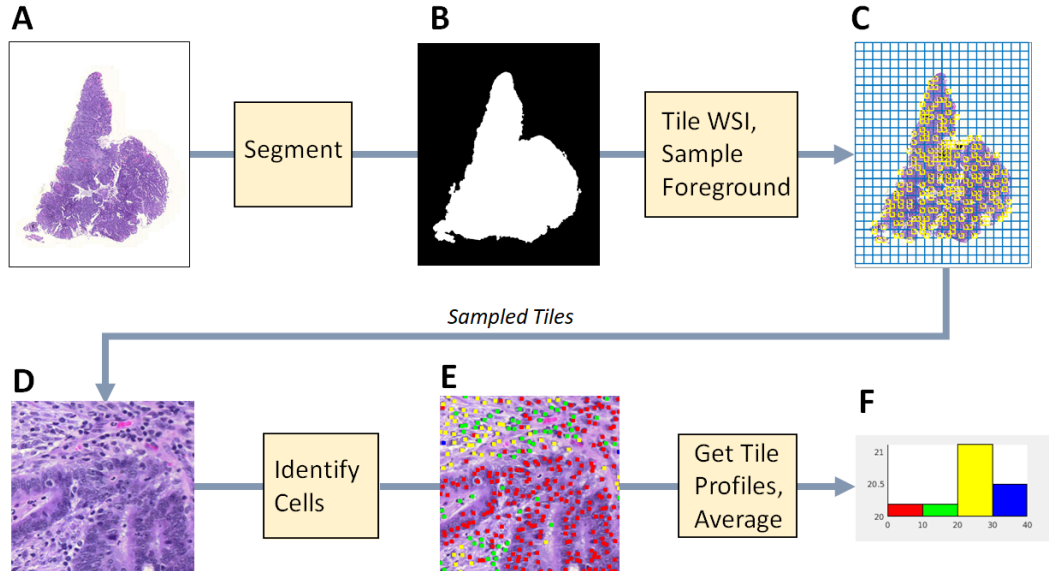 A
B
C
Segment
Tile WSI,
Sample
Foreground
Sampled Tiles
D
E
F
Identify
Cells
Get Tile
Profiles,
Average
21
20.5
20
0 10 20 30 40